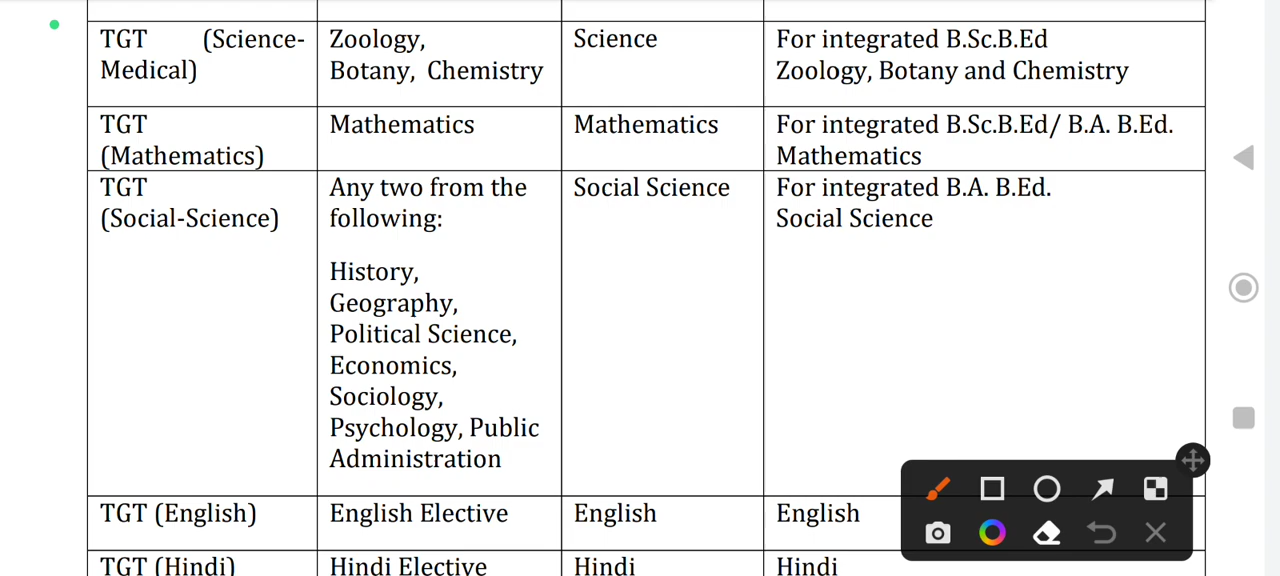 TGT (Science-
Medical)
Zoology,
Botany, Chemistry
Science
For integrated B.Sc.B.Ed
Zoology, Botany and Chemistry
TGT
(Mathematics)
Mathematics
Mathematics
For integrated B.Sc.B.Ed/ B.A. B.Ed.
Mathematics
TGT
(Social-Science)
Any two from the
following:
History,
Geography,
Political Science,
Economics,
Sociology,
Psychology, Public
Administration
Social Science
For integrated B.A. B.Ed.
Social Science
TGT (English)
English Elective
English
English
TGT (Hindi)
Hindi Elective
Hindi
Hindi